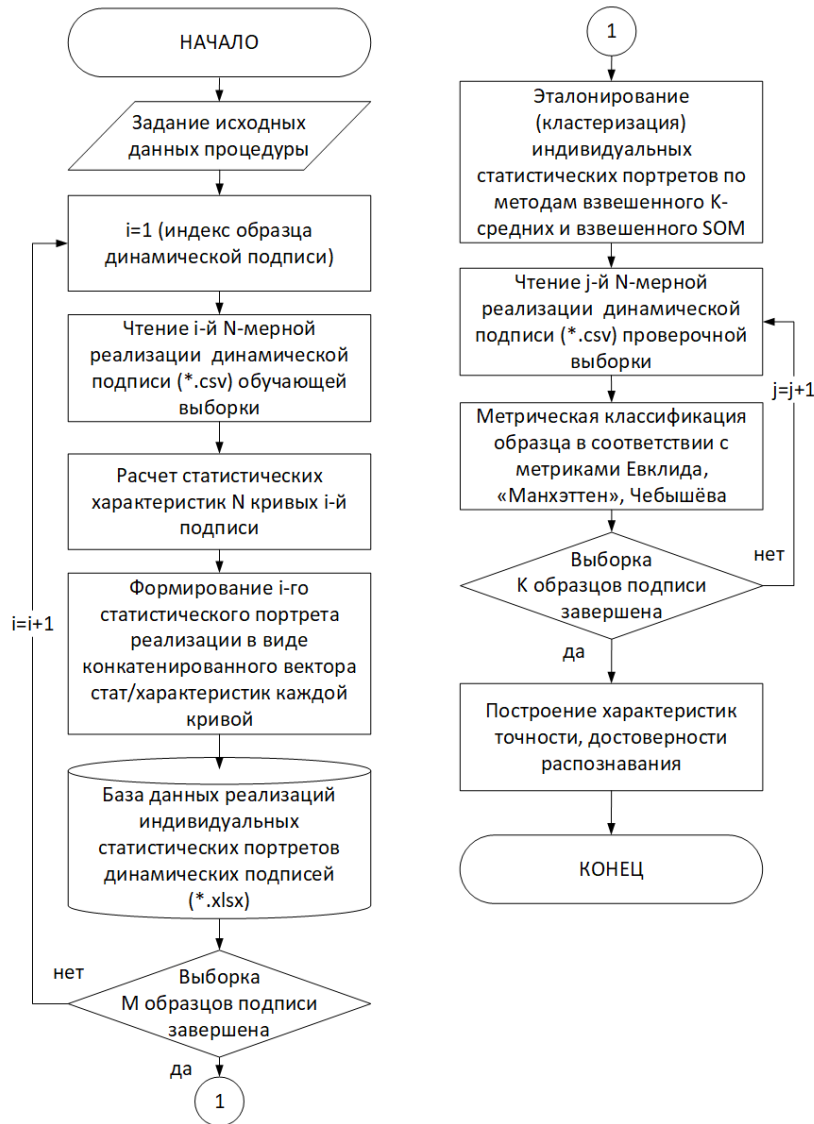 НАЧАЛО
Задание исходных
данных процедуры
i=1 (индекс образца
динамической подписи)
Чтение i-й N-мерной
реализации динамической
подписи (*.csv) обучающей
выборки
Расчет статистических
характеристик N кривых i-й
подписи
Формирование i-го
статистического портрета
реализации в виде
конкатенированного вектора
стат/характеристик каждой
кривой
i=i+1
База данных реализаций
индивидуальных
статистических портретов
динамических подписей
(*.xlsx)
нет
Выборка
M образцов подписи
завершена
да
1
1
Эталонирование
(кластеризация)
индивидуальных
статистических портретов по
методам взвешенного K-
средних и взвешенного SOM
Чтение j-й N-мерной
реализации динамической
подписи (*.csv) проверочной
выборки
j=j+1
Метрическая классификация
образца в соответствии с
метриками Евклида,
«Манхэттен», Чебышёва
Выборка
K образцов подписи
завершена
нет
да
Построение характеристик
точности, достоверности
распознавания
КОНЕЦ